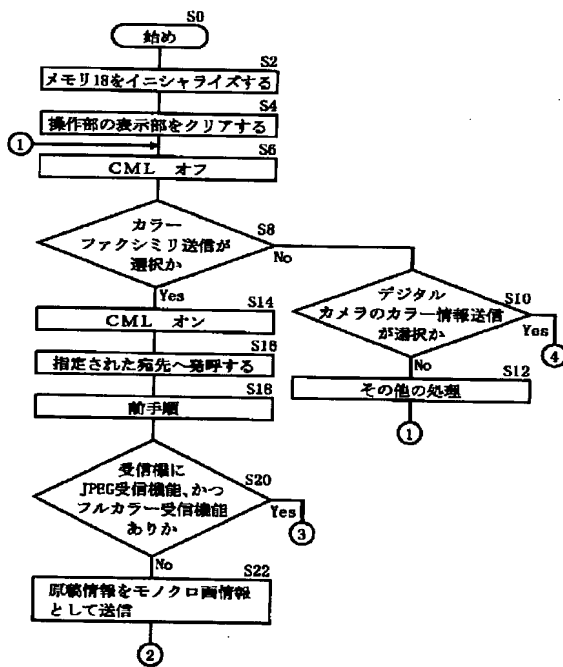 S0
始め
S2
メモリ18をイニシャライズする
S4
操作部の表示部をクリアする
①
S6
CML オフ
S8
カラー
ファクシミリ送信が
選択か
No
Yes
S10
デジタル
カメラのカラー情報送信
が選択か
Yes
④
No
S12
その他の処理
①
S14
CML オン
S16
指定された宛先へ発呼する
S18
前手順
S20
受信機に
JPEG受信機能、かつ
フルカラー受信機能
ありか
Yes
③
No
S22
原稿情報をモノクロ画情報
として送信
②